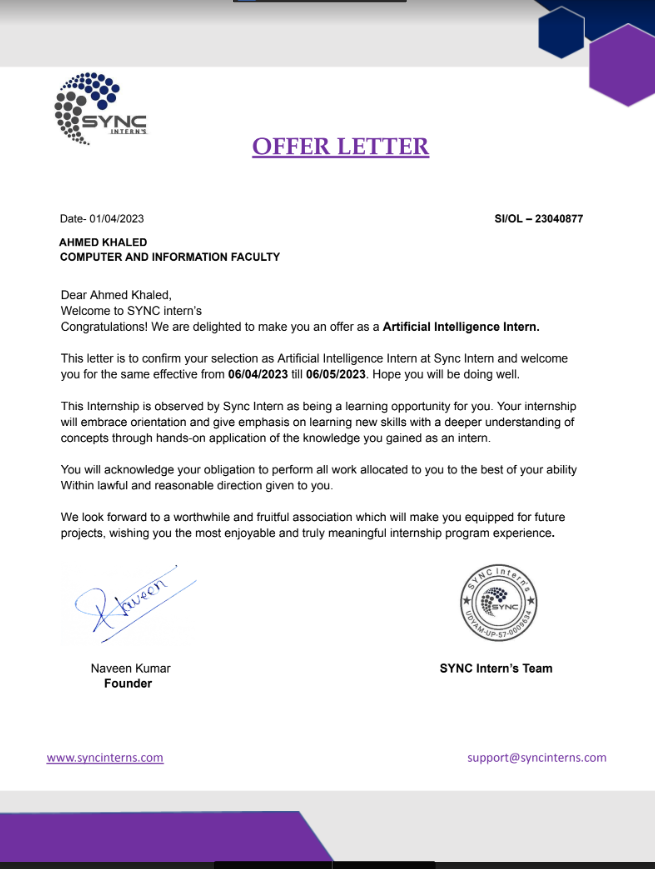 SYNC
INTERN'S
OFFER LETTER
Date- 01/04/2023
SI/OL – 23040877
AHMED KHALED
COMPUTER AND INFORMATION FACULTY
Dear Ahmed Khaled,
Welcome to SYNC intern's
Congratulations! We are delighted to make you an offer as a Artificial Intelligence Intern.
This letter is to confirm your selection as Artificial Intelligence Intern at Sync Intern and welcome
you for the same effective from 06/04/2023 till 06/05/2023. Hope you will be doing well.
This Internship is observed by Sync Intern as being a learning opportunity for you. Your internship
will embrace orientation and give emphasis on learning new skills with a deeper understanding of
concepts through hands-on application of the knowledge you gained as an intern.
You will acknowledge your obligation to perform all work allocated to you to the best of your ability
Within lawful and reasonable direction given to you.
We look forward to a worthwhile and fruitful association which will make you equipped for future
projects, wishing you the most enjoyable and truly meaningful internship program experience.
Naveen
SYNC Intern's
SYNC
UDYAM-UP-57-0009634
Naveen Kumar
Founder
SYNC Intern's Team
www.syncinterns.com
support@syncinterns.com